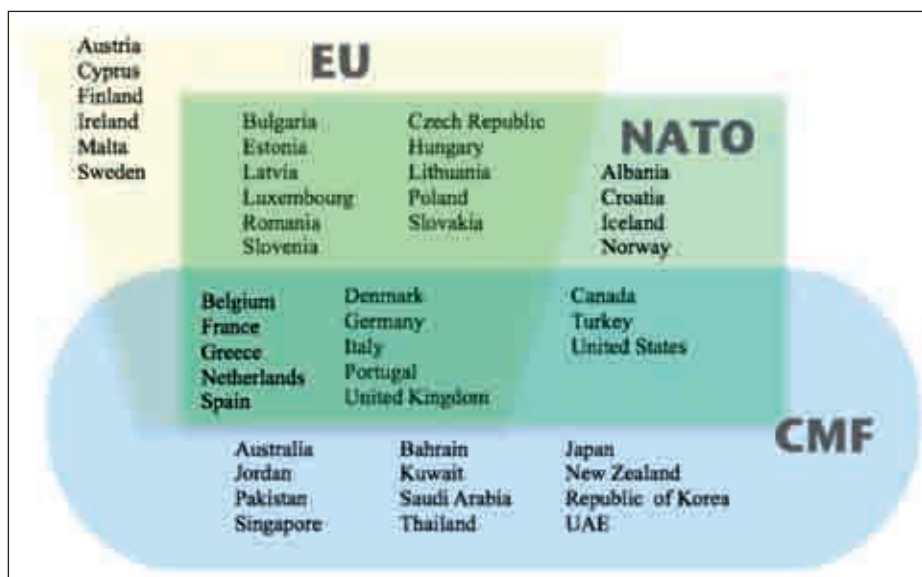 EU
Austria
Cyprus
Finland
Ireland
Malta
Sweden
NATO
Bulgaria
Estonia
Latvia
Luxembourg
Romania
Slovenia
Czech Republic
Hungary
Lithuania
Poland
Slovakia
Albania
Croatia
Iceland
Norway
Belgium
France
Greece
Netherlands
Spain
Denmark
Germany
Italy
Portugal
United Kingdom
Canada
Turkey
United States
CMF
Australia
Jordan
Pakistan
Singapore
Bahrain
Kuwait
Saudi Arabia
Thailand
Japan
New Zealand
Republic of Korea
UAE